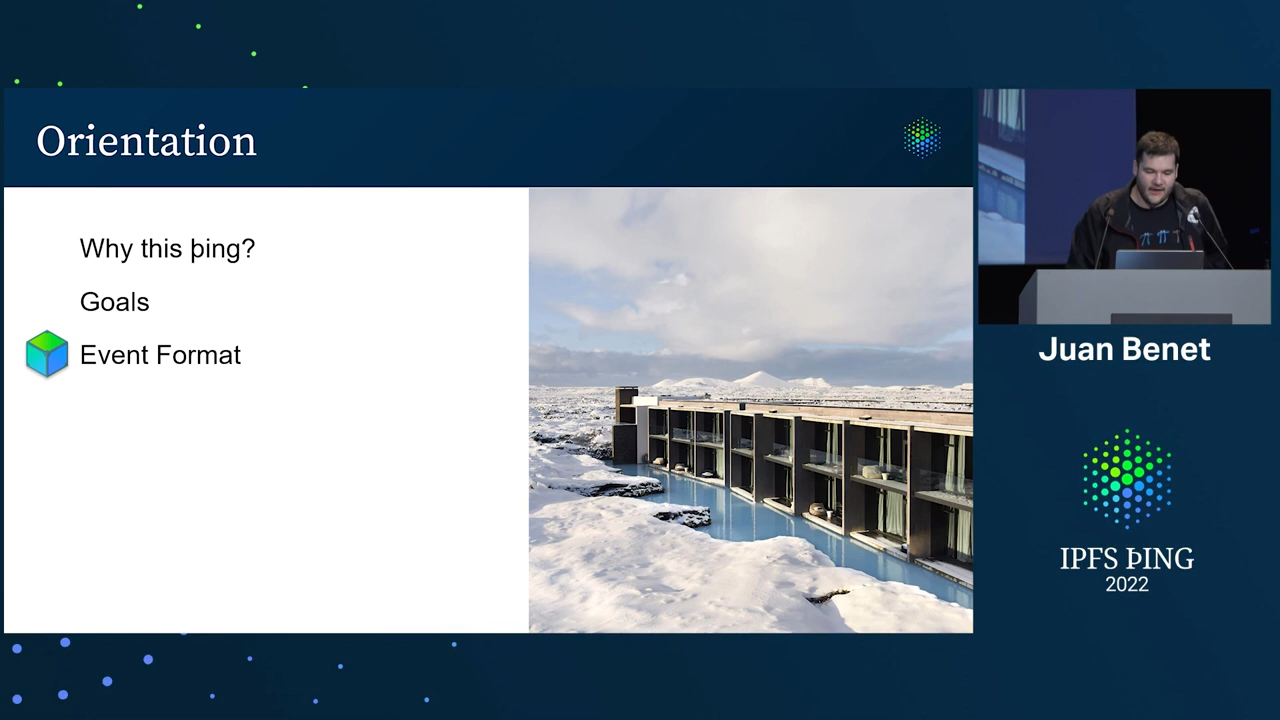 Orientation
Why this þing?
Goals
Event Format
Juan Benet
IPFS ÞING
2022